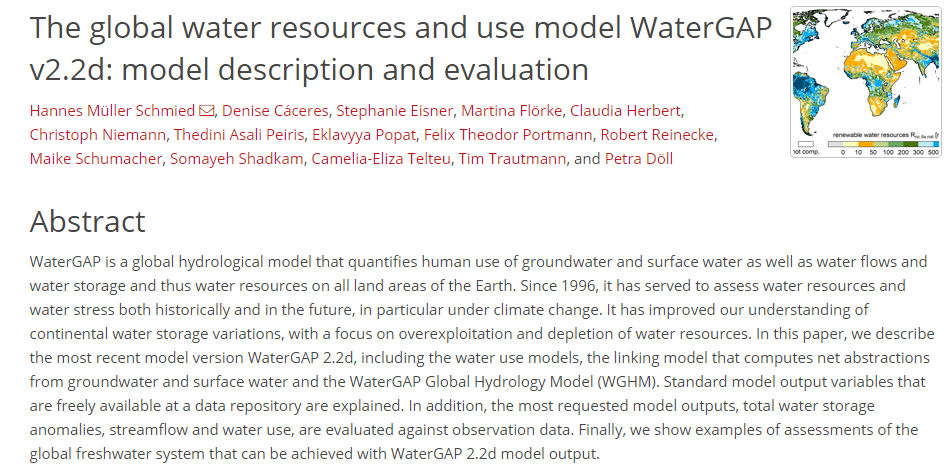 The global water resources and use model WaterGAP
v2.2d: model description and evaluation
Hannes Müller Schmied, Denise Cáceres, Stephanie Eisner, Martina Flörke, Claudia Herbert,
Christoph Niemann, Thedini Asali Peiris, Eklavyya Popat, Felix Theodor Portmann, Robert Reinecke,
Maike Schumacher, Somayeh Shadkam, Camelia-Eliza Telteu, Tim Trautmann, and Petra Döll
renewable water resources
not comp.
0 10 50 100 200 300 500
Abstract
WaterGAP is a global hydrological model that quantifies human use of groundwater and surface water as well as water flows and
water storage and thus water resources on all land areas of the Earth. Since 1996, it has served to assess water resources and
water stress both historically and in the future, in particular under climate change. It has improved our understanding of
continental water storage variations, with a focus on overexploitation and depletion of water resources. In this paper, we describe
the most recent model version WaterGAP 2.2d, including the water use models, the linking model that computes net abstractions
from groundwater and surface water and the WaterGAP Global Hydrology Model (WGHM). Standard model output variables that
are freely available at a data repository are explained. In addition, the most requested model outputs, total water storage
anomalies, streamflow and water use, are evaluated against observation data. Finally, we show examples of assessments of the
global freshwater system that can be achieved with WaterGAP 2.2d model output.